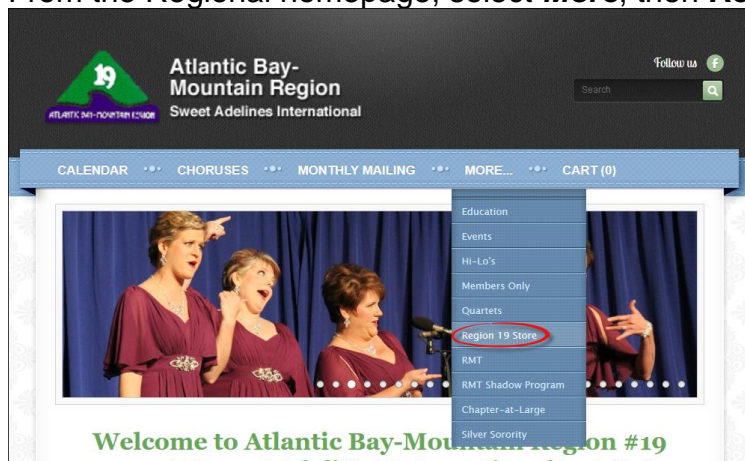 From the Regional homepage, select More, then
19
ATLANTIC BAY-MOUNTAIN REGION
Atlantic Bay-
Mountain Region
Sweet Adelines International
Follow us
Search
CALENDAR CHORUSES MONTHLY MAILING MORE... CART (0)
Education
Events
Hi-Lo's
Members Only
Quartets
Region 19 Store
RMT
RMT Shadow Program
Chapter-at-Large
Silver Sorority
Welcome to Atlantic Bay-Mountain Region #19